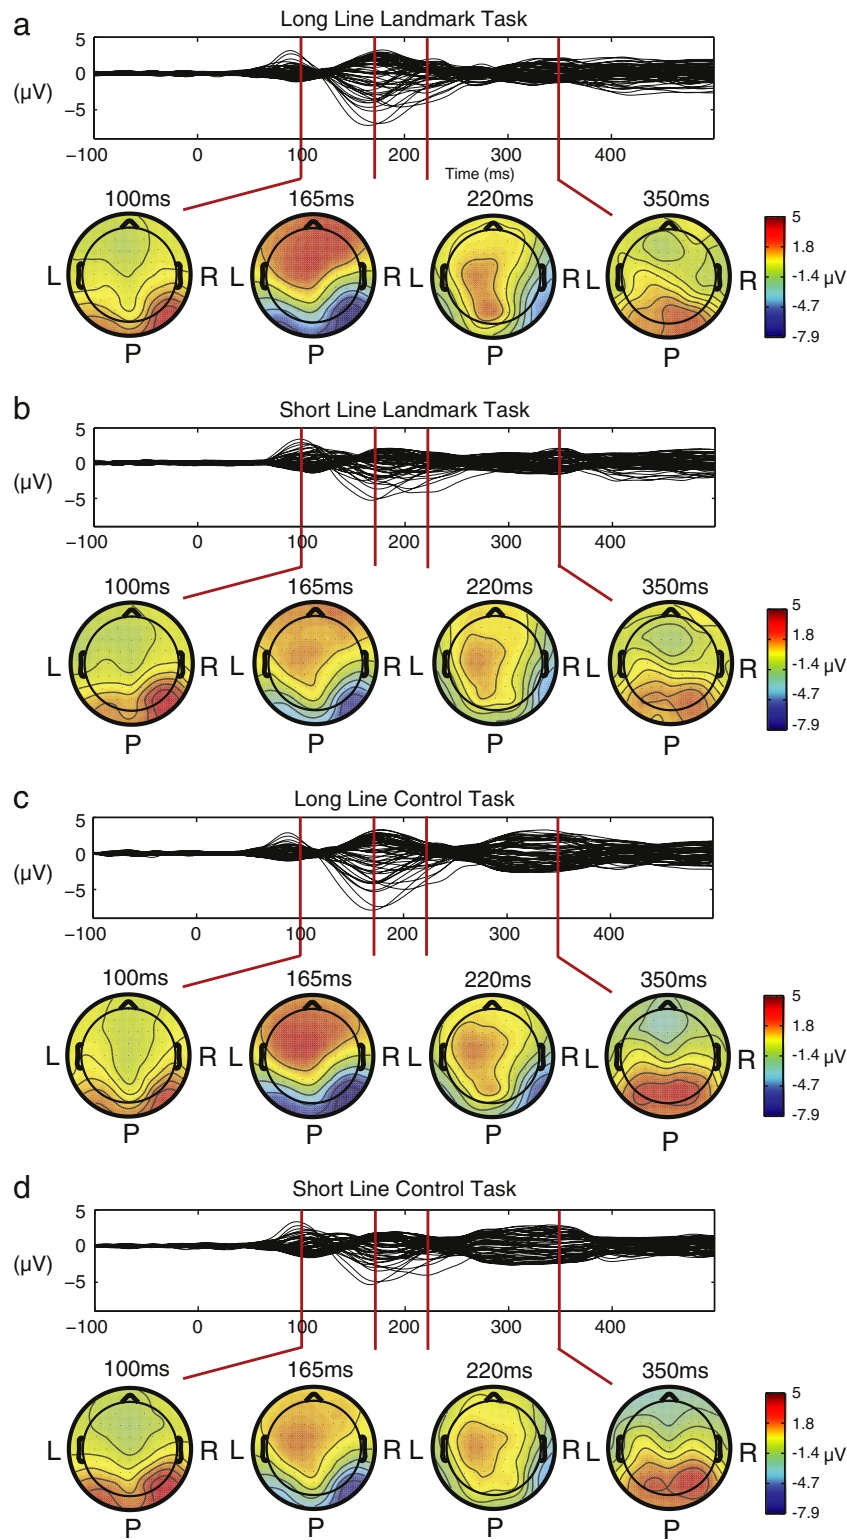 a
Long Line Landmark Task
5
0
−5
(μV)
−100 0 100 200 300 400
Time (ms)
100ms 165ms 220ms 350ms
L R L R L R L R
P P P P
5
1.8
-1.4 μV
-4.7
-7.9
b
Short Line Landmark Task
5
0
−5
(μV)
−100 0 100 200 300 400
100ms 165ms 220ms 350ms
L R L R L R L R
P P P P
5
1.8
-1.4 μV
-4.7
-7.9
c
Long Line Control Task
5
0
−5
(μV)
−100 0 100 200 300 400
100ms 165ms 220ms 350ms
L R L R L R L R
P P P P
5
1.8
-1.4 μV
-4.7
-7.9
d
Short Line Control Task
5
0
−5
(μV)
−100 0 100 200 300 400
100ms 165ms 220ms 350ms
L R L R L R L R
P P P P
5
1.8
-1.4 μV
-4.7
-7.9